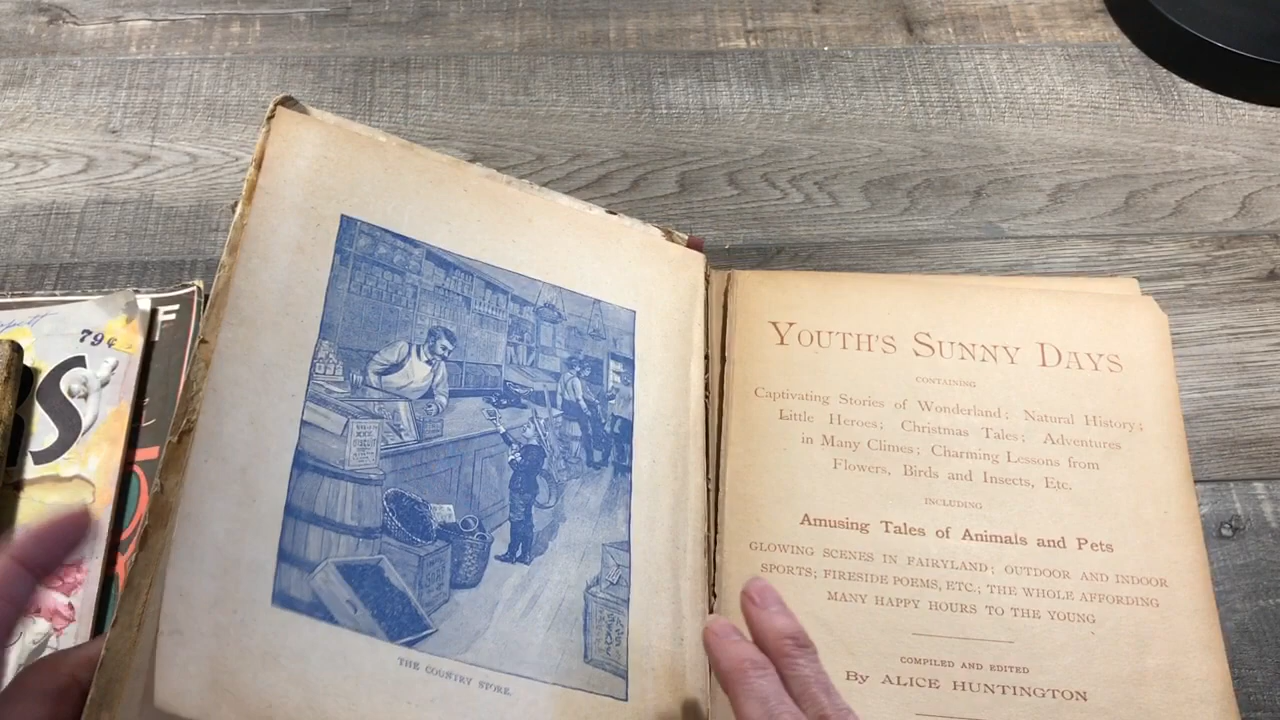 79¢
RS
THE COUNTRY STORE.
YOUTH'S SUNNY DAYS
CONTAINING
Captivating Stories of Wonderland; Natural History;
Little Heroes; Christmas Tales; Adventures
in Many Climes; Charming Lessons from
Flowers, Birds and Insects, Etc.
INCLUDING
Amusing Tales of Animals and Pets
GLOWING SCENES IN FAIRYLAND; OUTDOOR AND INDOOR
SPORTS; FIRESIDE POEMS, ETC.; THE WHOLE AFFORDING
MANY HAPPY HOURS TO THE YOUNG
COMPILED AND EDITED
By ALICE HUNTINGTON